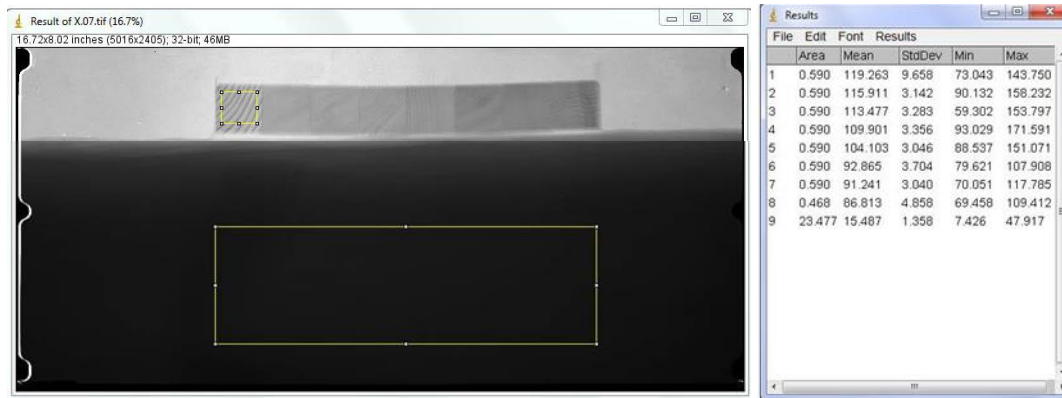 Result of X.07.tif (16.7%)
16.72x8.02 inches (5016x2405); 32-bit; 46MB
Results
File Edit Font Results
Area Mean StdDev Min Max
1 0.590 119.263 9.658 73.043 143.750
2 0.590 115.911 3.142 90.132 158.232
3 0.590 113.477 3.283 59.302 153.797
4 0.590 109.901 3.356 93.029 171.591
5 0.590 104.103 3.046 88.537 151.071
6 0.590 92.865 3.704 79.621 107.908
7 0.590 91.241 3.040 70.051 117.785
8 0.468 86.813 4.858 69.458 109.412
9 23.477 15.487 1.358 7.426 47.917